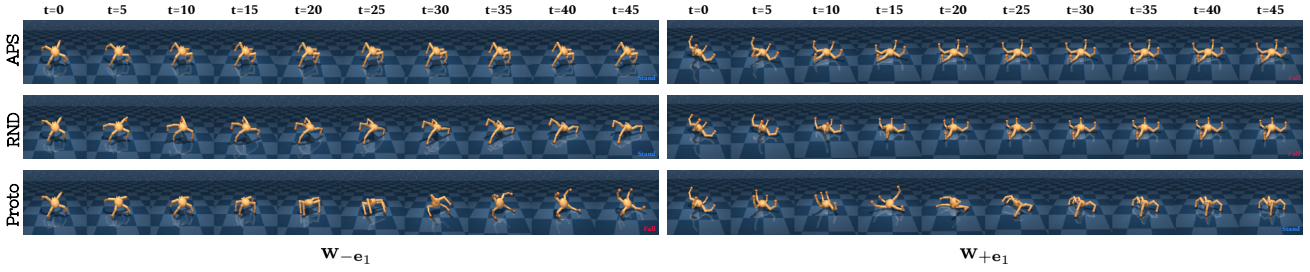 t=0 t=5 t=10 t=15 t=20 t=25 t=30 t=35 t=40 t=45 t=0 t=5 t=10 t=15 t=20 t=25 t=30 t=35 t=40 t=45
APS
Stand Fall
RND
Stand Fall
Proto
Fall Stand
w₋ₑ₁ w₊ₑ₁